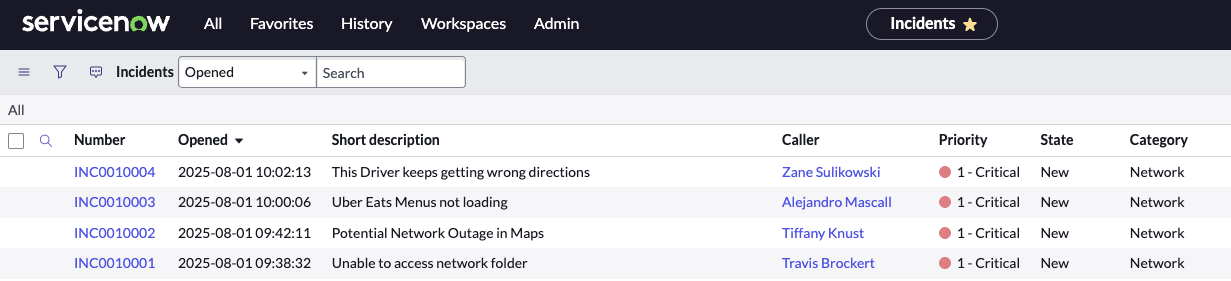 servicenow All Favorites History Workspaces Admin Incidents
Incidents Opened Search
All
Number Opened Short description Caller Priority State Category
INC0010004 2025-08-01 10:02:13 This Driver keeps getting wrong directions Zane Sulikowski 1 - Critical New Network
INC0010003 2025-08-01 10:00:06 Uber Eats Menus not loading Alejandro Mascall 1 - Critical New Network
INC0010002 2025-08-01 09:42:11 Potential Network Outage in Maps Tiffany Knust 1 - Critical New Network
INC0010001 2025-08-01 09:38:32 Unable to access network folder Travis Brockert 1 - Critical New Network